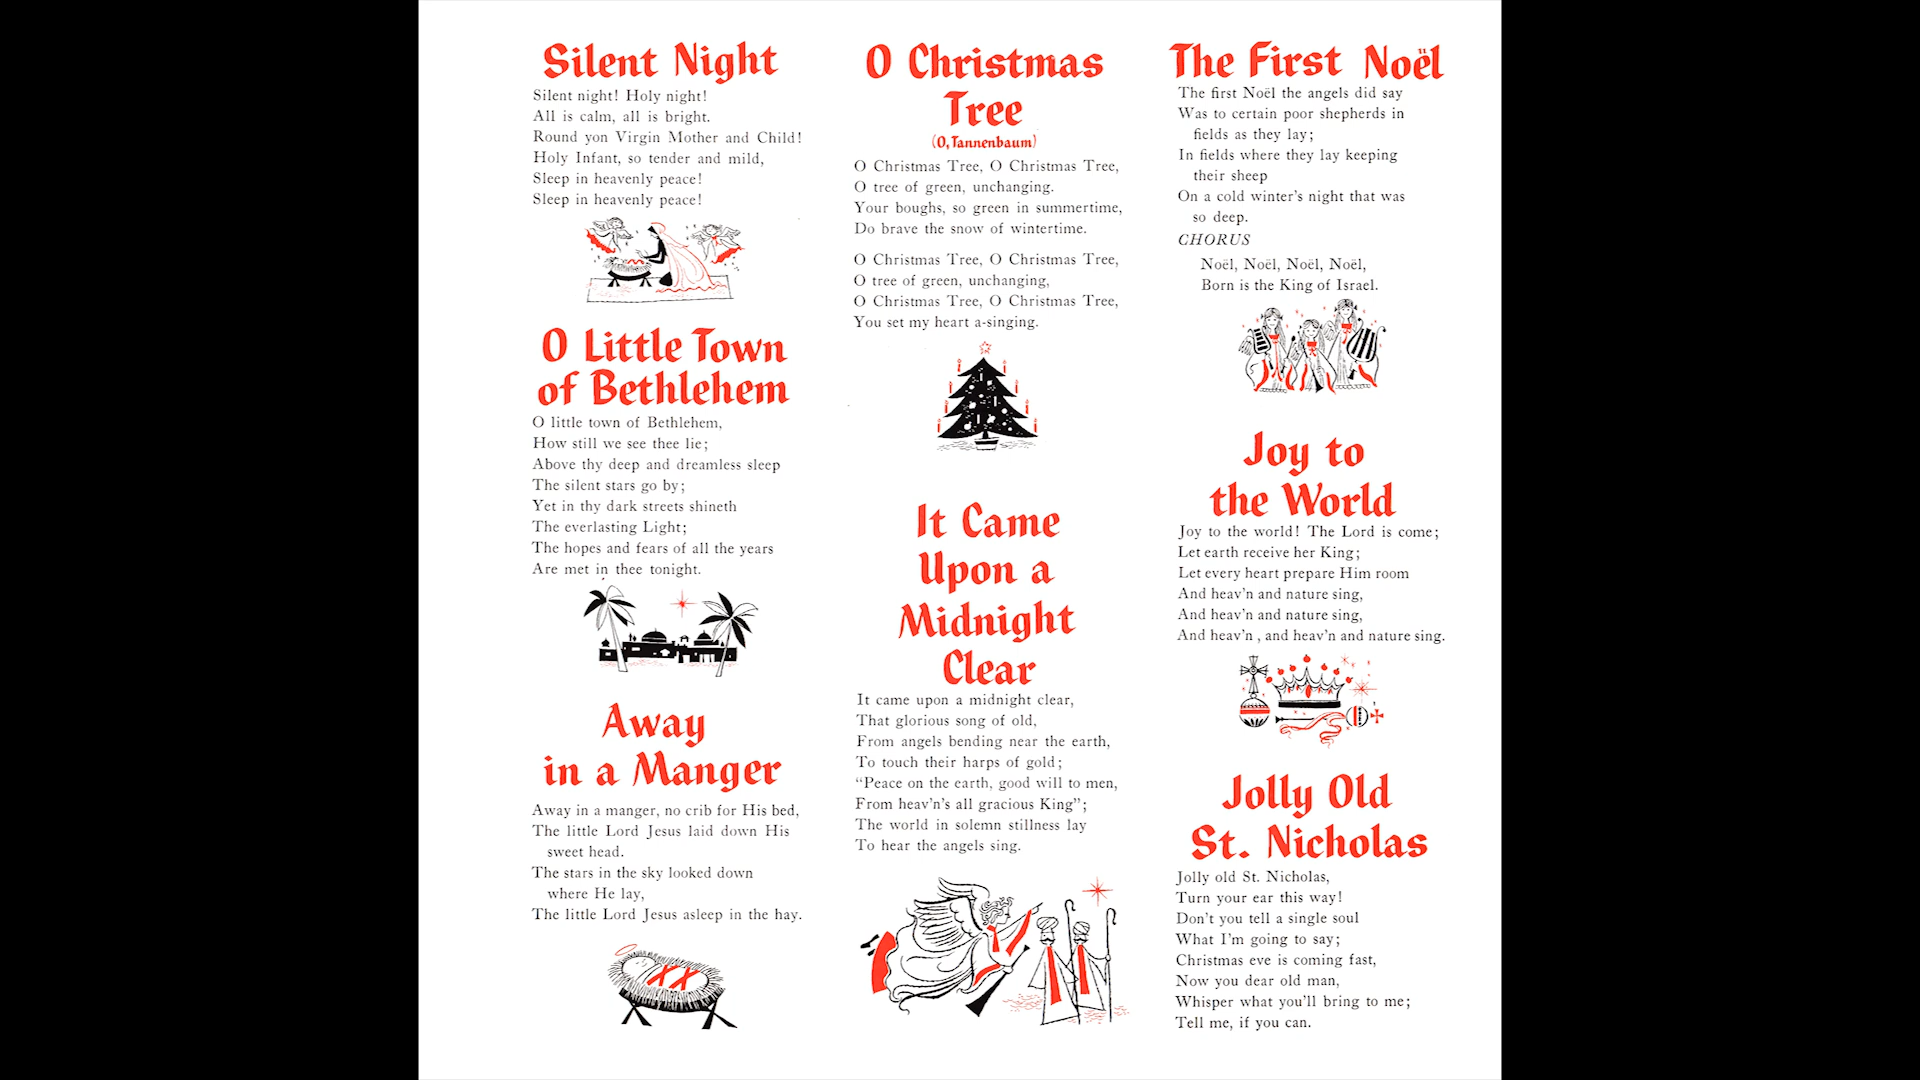 Silent Night
Silent night! Holy night!
All is calm, all is bright.
Round yon Virgin Mother and Child!
Holy Infant, so tender and mild,
Sleep in heavenly peace!
Sleep in heavenly peace!
O Little Town
of Bethlehem
O little town of Bethlehem,
How still we see thee lie;
Above thy deep and dreamless sleep
The silent stars go by;
Yet in thy dark streets shineth
The everlasting Light;
The hopes and fears of all the years
Are met in thee tonight.
Away
in a Manger
Away in a manger, no crib for His bed,
The little Lord Jesus laid down His
sweet head.
The stars in the sky looked down
where He lay,
The little Lord Jesus asleep in the hay.
O Christmas
Tree
(O, Tannenbaum)
O Christmas Tree, O Christmas Tree,
O tree of green, unchanging.
Your boughs, so green in summertime,
Do brave the snow of wintertime.
O Christmas Tree, O Christmas Tree,
O tree of green, unchanging,
O Christmas Tree, O Christmas Tree,
You set my heart a-singing.
It Came
Upon a
Midnight
Clear
It came upon a midnight clear,
That glorious song of old,
From angels bending near the earth,
To touch their harps of gold;
“Peace on the earth, good will to men,
From heav'n's all gracious King”;
The world in solemn stillness lay
To hear the angels sing.
The First Noël
The first Noël the angels did say
Was to certain poor shepherds in
fields as they lay;
In fields where they lay keeping
their sheep
On a cold winter's night that was
so deep.
CHORUS
Noël, Noël, Noël, Noël,
Born is the King of Israel.
Joy to
the World
Joy to the world! The Lord is come;
Let earth receive her King;
Let every heart prepare Him room
And heav'n and nature sing,
And heav'n and nature sing,
And heav'n, and heav'n and nature sing.
Jolly Old
St. Nicholas
Jolly old St. Nicholas,
Turn your ear this way!
Don't you tell a single soul
What I'm going to say;
Christmas eve is coming fast,
Now you dear old man,
Whisper what you'll bring to me;
Tell me, if you can.